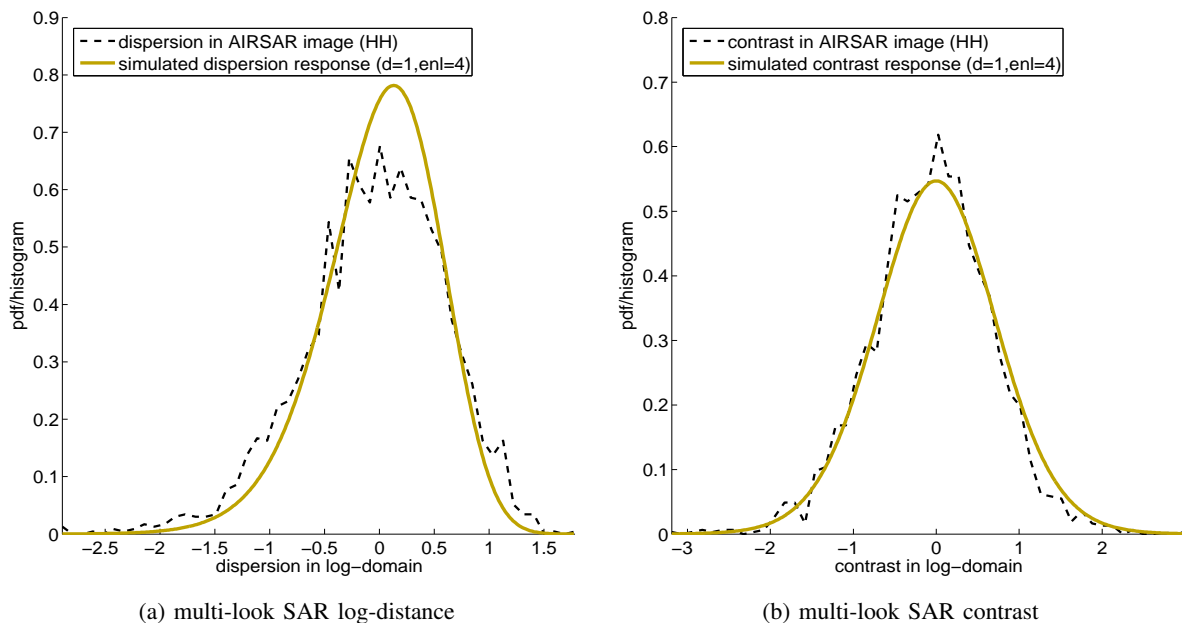 0.9
0.8
0.7
0.6
0.5
0.4
0.3
0.2
0.1
0
pdf/histogram
dispersion in AIRSAR image (HH)
simulated dispersion response (d=1,enl=4)
−2.5 −2 −1.5 −1 −0.5 0 0.5 1 1.5
dispersion in log−domain
(a) multi-look SAR log-distance
0.8
0.7
0.6
0.5
0.4
0.3
0.2
0.1
0
pdf/histogram
contrast in AIRSAR image (HH)
simulated contrast response (d=1,enl=4)
−3 −2 −1 0 1 2
contrast in log−domain
(b) multi-look SAR contrast